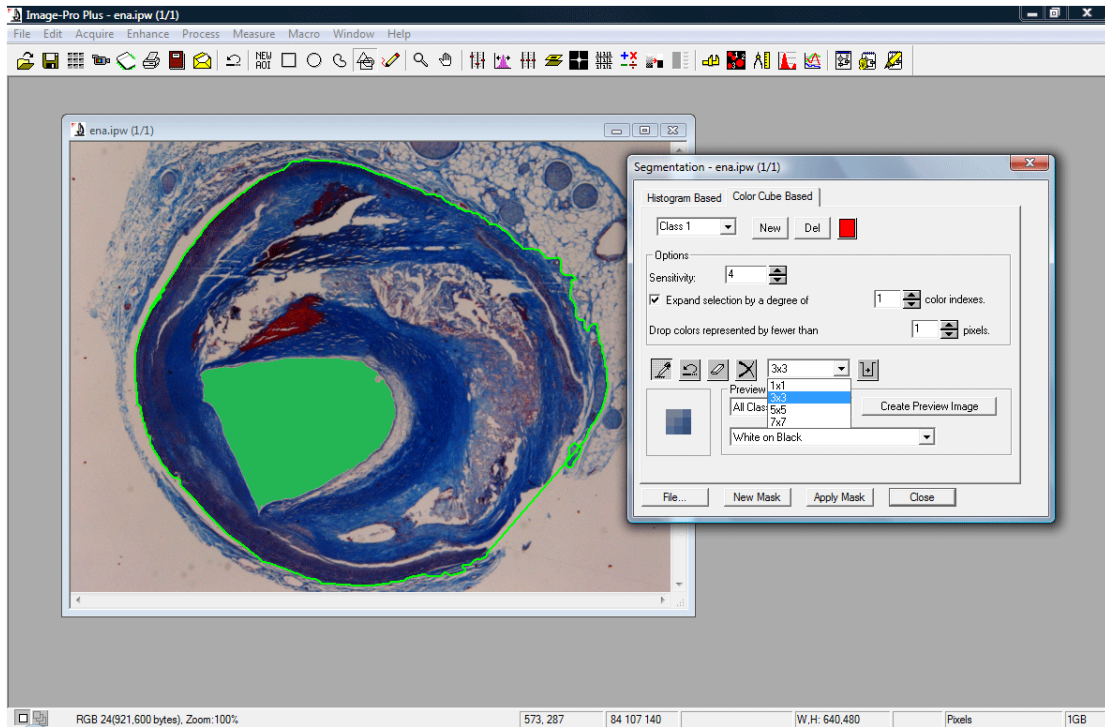 Image-Pro Plus - ena.ipw (1/1)
File Edit Acquire Enhance Process Measure Macro Window Help
NEW AOI
ena.ipw (1/1)
Segmentation - ena.ipw (1/1)
Histogram Based Color Cube Based
Class 1 New Del
Options
Sensitivity: 4
Expand selection by a degree of 1 color indexes.
Drop colors represented by fewer than 1 pixels.
3x3
1x1
3x3
5x5
7x7
Preview
All Clas
Create Preview Image
White on Black
File... New Mask Apply Mask Close
RGB 24(921,600 bytes), Zoom:100% 573, 287 84 107 140 W,H: 640,480 Pixels 1GB